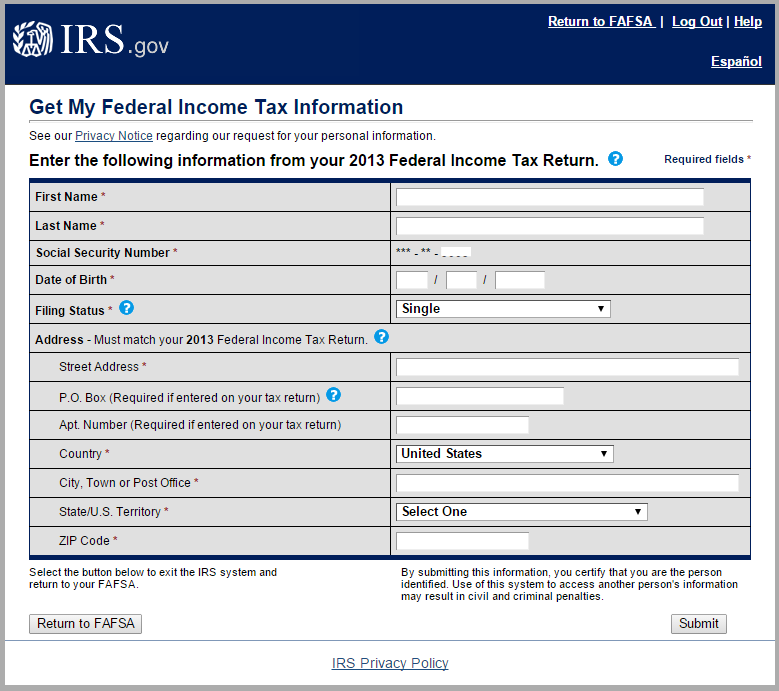 Return to FAFSA | Log Out | Help
IRS.gov
Español
Get My Federal Income Tax Information
See our Privacy Notice regarding our request for your personal information.
Enter the following information from your 2013 Federal Income Tax Return. ? Required fields *
First Name *
Last Name *
Social Security Number * *** - ** -
Date of Birth * / /
Filing Status * ? Single
Address - Must match your 2013 Federal Income Tax Return. ?
Street Address *
P.O. Box (Required if entered on your tax return) ?
Apt. Number (Required if entered on your tax return)
Country * United States
City, Town or Post Office *
State/U.S. Territory * Select One
ZIP Code *
Select the button below to exit the IRS system and
return to your FAFSA.
By submitting this information, you certify that you are the person
identified. Use of this system to access another person's information
may result in civil and criminal penalties.
Return to FAFSA
Submit
IRS Privacy Policy